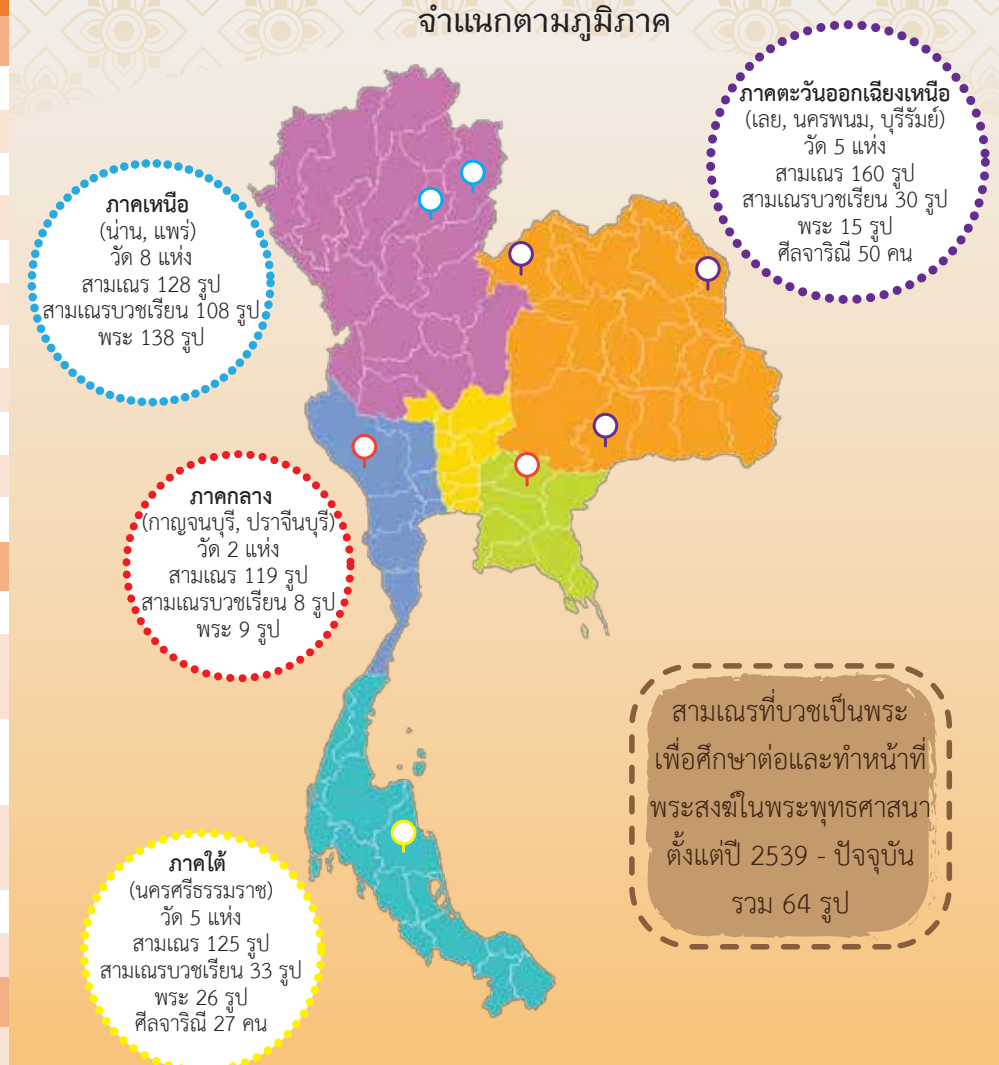 จำแนกตามภูมิภาค
ภาคตะวันออกเฉียงเหนือ
(เลย, นครพนม, บุรีรัมย์)
วัด 5 แห่ง
สามเณร 160 รูป
สามเณรบวชเรียน 30 รูป
พระ 15 รูป
ศีลจาริณี 50 คน
ภาคเหนือ
(น่าน, แพร่)
วัด 8 แห่ง
สามเณร 128 รูป
สามเณรบวชเรียน 108 รูป
พระ 138 รูป
ภาคกลาง
(กาญจนบุรี, ปราจีนบุรี)
วัด 2 แห่ง
สามเณร 119 รูป
สามเณรบวชเรียน 8 รูป
พระ 9 รูป
สามเณรที่บวชเป็นพระ
เพื่อศึกษาต่อและทำหน้าที่
พระสงฆ์ในพระพุทธศาสนา
ตั้งแต่ปี 2539 - ปัจจุบัน
รวม 64 รูป
ภาคใต้
(นครศรีธรรมราช)
วัด 5 แห่ง
สามเณร 125 รูป
สามเณรบวชเรียน 33 รูป
พระ 26 รูป
ศีลจาริณี 27 คน